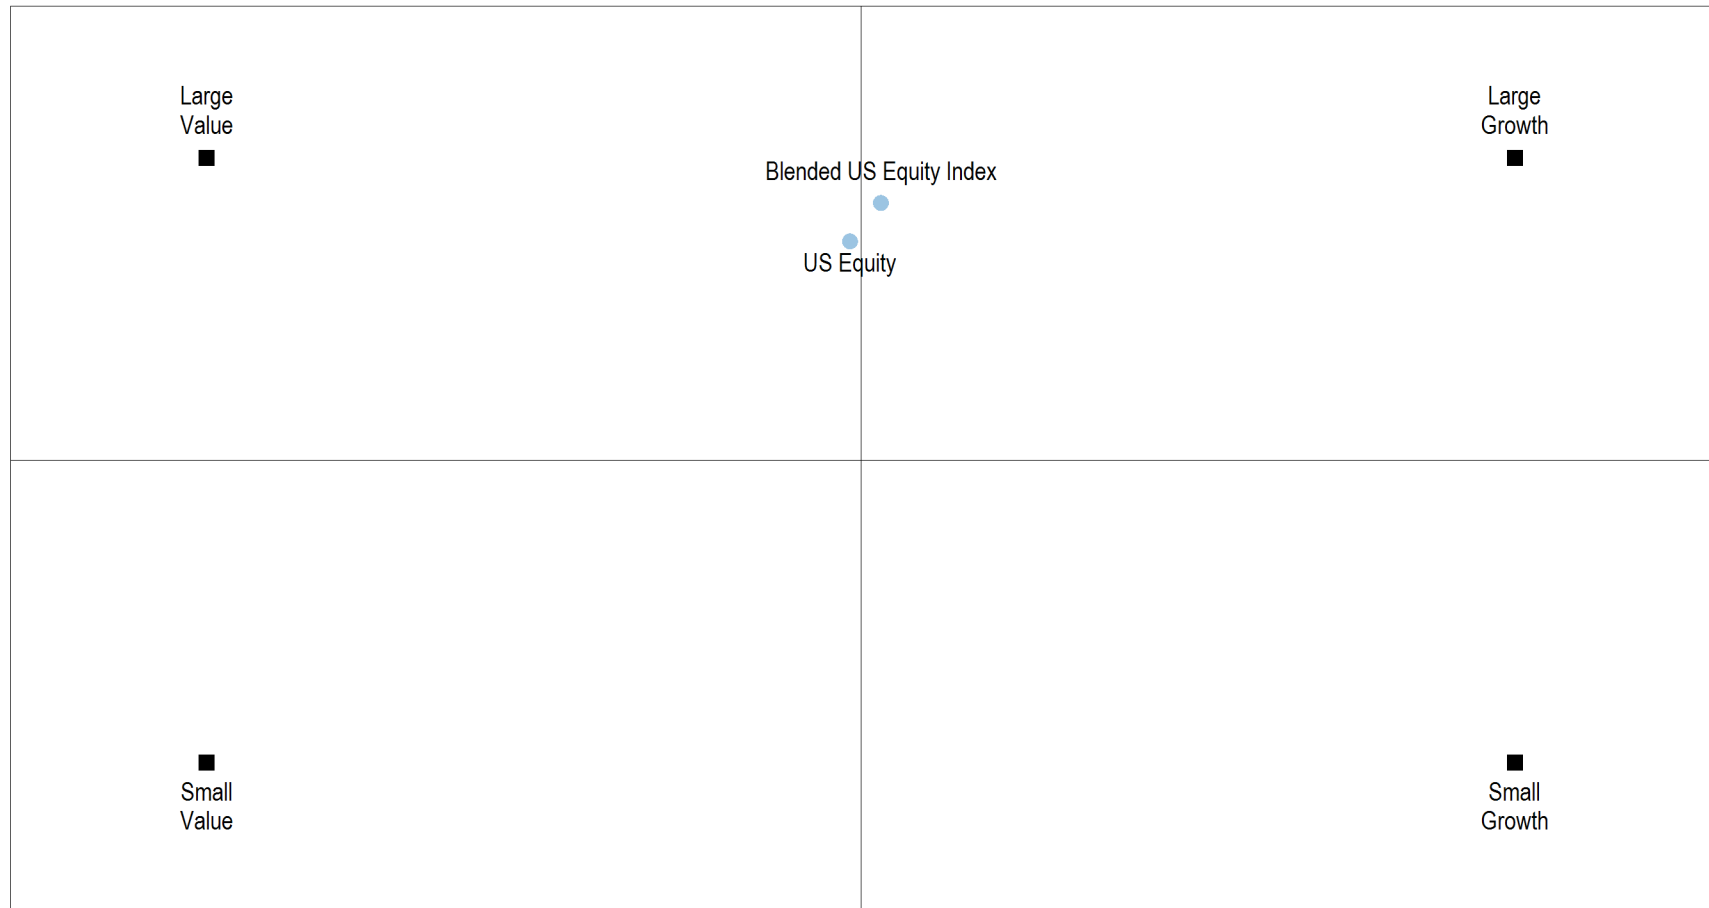 Large
Value
Large
Growth
Blended US Equity Index
US Equity
Small
Value
Small
Growth